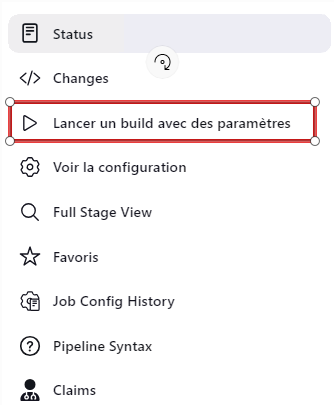 Status
Changes
Lancer un build avec des paramètres
Voir la configuration
Full Stage View
Favoris
Job Config History
Pipeline Syntax
Claims